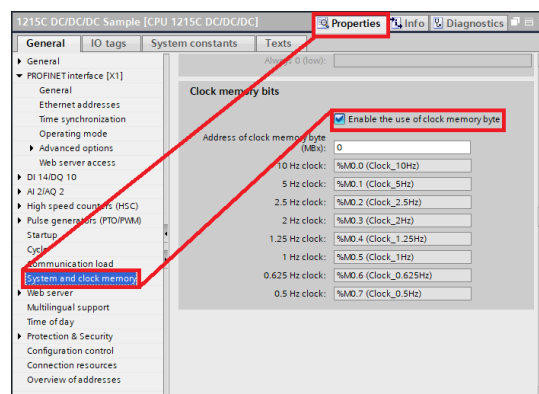 1215C DC/DC/DC Sample [CPU 1215C DC/DC/DC]
Properties
Info
Diagnostics
General
IO tags
System constants
Texts
General
PROFINET interface [X1]
General
Ethernet addresses
Time synchronization
Operating mode
Advanced options
Web server access
DI 14/DQ 10
AI 2/AQ 2
High speed counters (HSC)
Pulse generators (PTO/PWM)
Startup
Cycle
Communication load
System and clock memory
Web server
Multilingual support
Time of day
Protection & Security
Configuration control
Connection resources
Overview of addresses
Always 0 (low):
Clock memory bits
Enable the use of clock memory byte
Address of clock memory byte
(MBx): 0
10 Hz clock: %M0.0 (Clock_10Hz)
5 Hz clock: %M0.1 (Clock_5Hz)
2.5 Hz clock: %M0.2 (Clock_2.5Hz)
2 Hz clock: %M0.3 (Clock_2Hz)
1.25 Hz clock: %M0.4 (Clock_1.25Hz)
1 Hz clock: %M0.5 (Clock_1Hz)
0.625 Hz clock: %M0.6 (Clock_0.625Hz)
0.5 Hz clock: %M0.7 (Clock_0.5Hz)